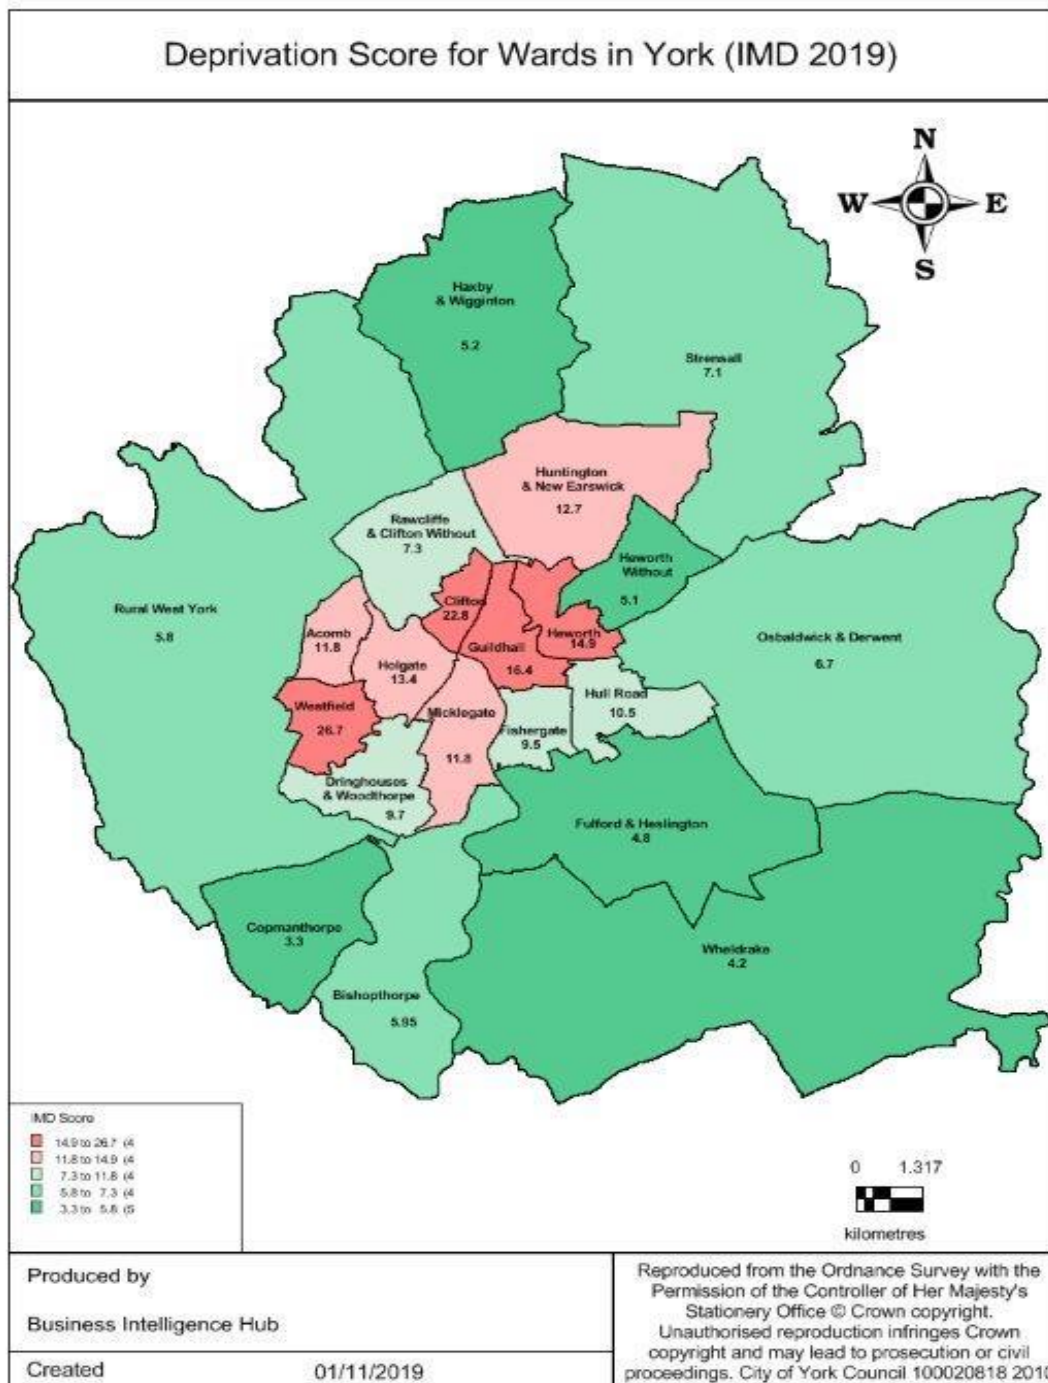 Deprivation Score for Wards in York (IMD 2019)
N
W E
S
Haxby
& Wigginton
5.2
Strensall
7.1
Huntington
& New Earswick
12.7
Rawcliffe
& Clifton Without
7.3
Heworth
Without
5.1
Rural West York
5.8
Clifton
22.8
Acomb
11.8
Guildhall
16.4
Heworth
14.9
Osbaldwick & Derwent
6.7
Holgate
13.4
Westfield
26.7
Micklegate
11.8
Hull Road
10.5
Fishergate
9.5
Dringhouses
& Woodthorpe
9.7
Fulford & Heslington
4.8
Copmanthorpe
3.3
Wheldrake
4.2
Bishopthorpe
5.95
IMD Score
14.9 to 26.7 (4
11.8 to 14.9 (4
7.3 to 11.8 (4
5.8 to 7.3 (4
3.3 to 5.8 (5
0 1.317
kilometres
Produced by
Business Intelligence Hub
Created 01/11/2019
Reproduced from the Ordnance Survey with the
Permission of the Controller of Her Majesty's
Stationery Office © Crown copyright.
Unauthorised reproduction infringes Crown
copyright and may lead to prosecution or civil
proceedings. City of York Council 100020818 2010